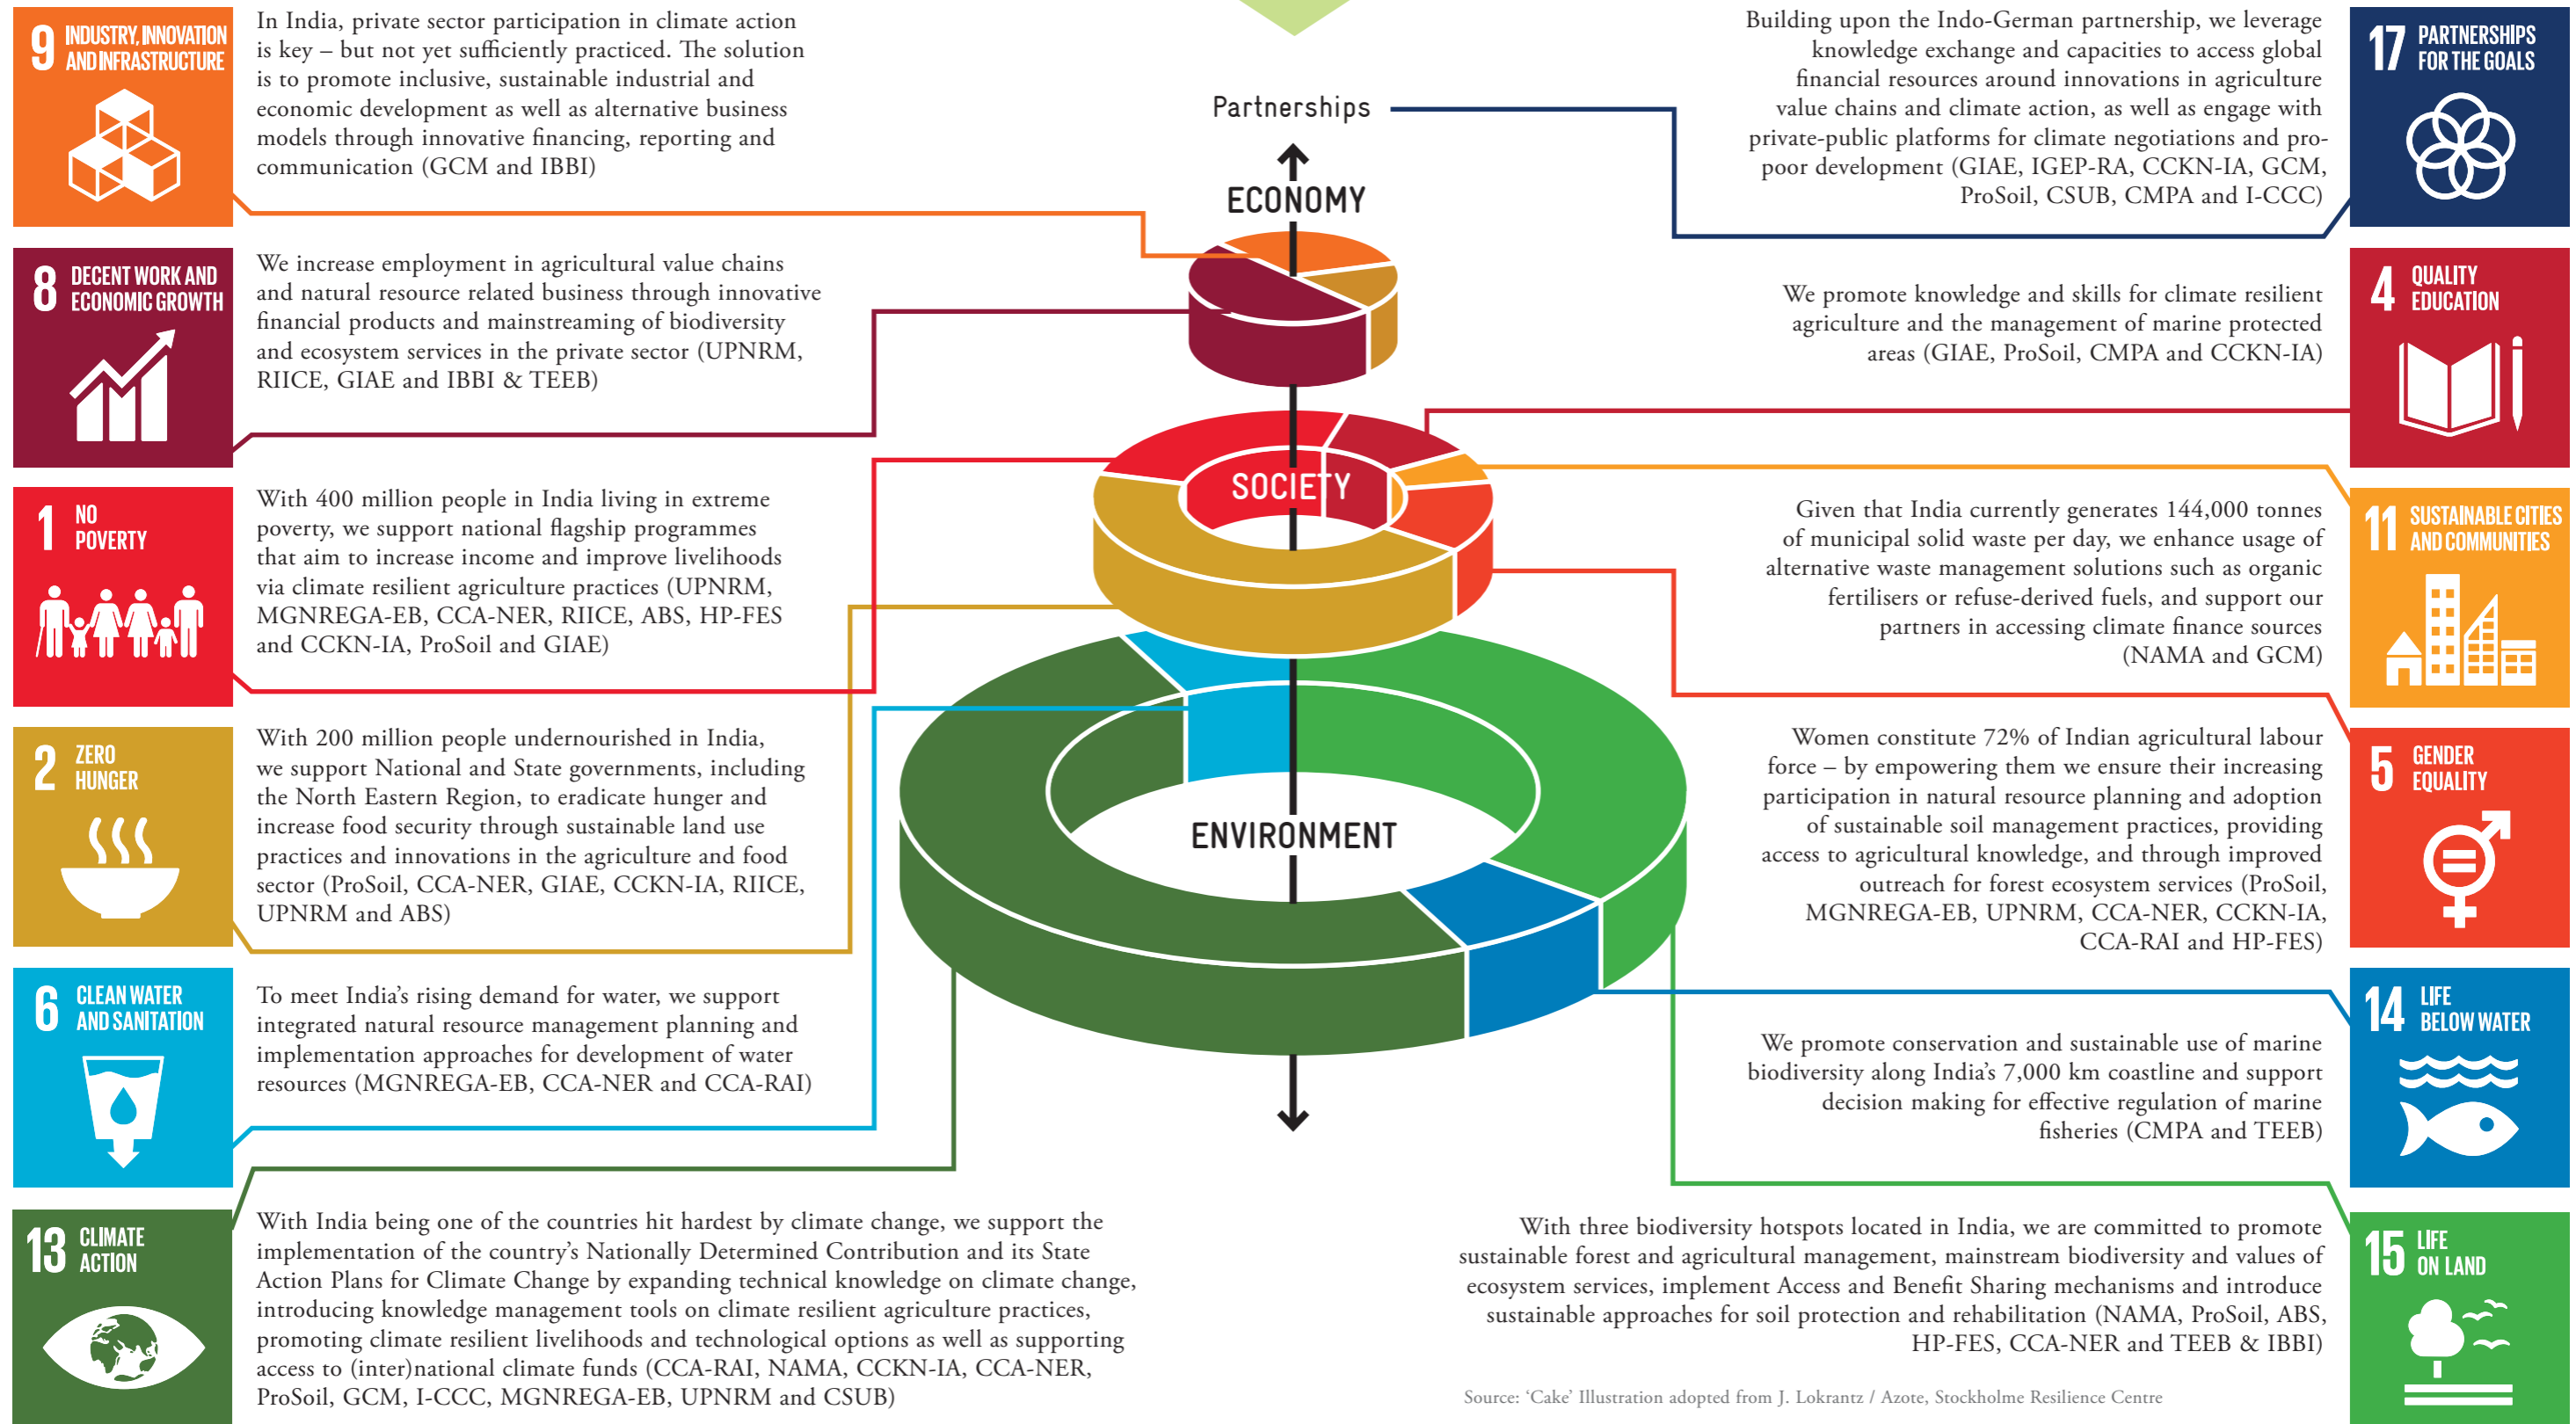 9 INDUSTRY, INNOVATION
AND INFRASTRUCTURE
In India, private sector participation in climate action
is key – but not yet sufficiently practiced. The solution
is to promote inclusive, sustainable industrial and
economic development as well as alternative business
models through innovative financing, reporting and
communication (GCM and IBBI)
8 DECENT WORK AND
ECONOMIC GROWTH
We increase employment in agricultural value chains
and natural resource related business through innovative
financial products and mainstreaming of biodiversity
and ecosystem services in the private sector (UPNRM,
RIICE, GIAE and IBBI & TEEB)
1 NO
POVERTY
With 400 million people in India living in extreme
poverty, we support national flagship programmes
that aim to increase income and improve livelihoods
via climate resilient agriculture practices (UPNRM,
MGNREGA-EB, CCA-NER, RIICE, ABS, HP-FES
and CCKN-IA, ProSoil and GIAE)
2 ZERO
HUNGER
With 200 million people undernourished in India,
we support National and State governments, including
the North Eastern Region, to eradicate hunger and
increase food security through sustainable land use
practices and innovations in the agriculture and food
sector (ProSoil, CCA-NER, GIAE, CCKN-IA, RIICE,
UPNRM and ABS)
6 CLEAN WATER
AND SANITATION
To meet India's rising demand for water, we support
integrated natural resource management planning and
implementation approaches for development of water
resources (MGNREGA-EB, CCA-NER and CCA-RAI)
13 CLIMATE
ACTION
With India being one of the countries hit hardest by climate change, we support the
implementation of the country's Nationally Determined Contribution and its State
Action Plans for Climate Change by expanding technical knowledge on climate change,
introducing knowledge management tools on climate resilient agriculture practices,
promoting climate resilient livelihoods and technological options as well as supporting
access to (inter)national climate funds (CCA-RAI, NAMA, CCKN-IA, CCA-NER,
ProSoil, GCM, I-CCC, MGNREGA-EB, UPNRM and CSUB)
Partnerships
ECONOMY
SOCIETY
ENVIRONMENT
Building upon the Indo-German partnership, we leverage
knowledge exchange and capacities to access global
financial resources around innovations in agriculture
value chains and climate action, as well as engage with
private-public platforms for climate negotiations and pro-
poor development (GIAE, IGEP-RA, CCKN-IA, GCM,
ProSoil, CSUB, CMPA and I-CCC)
17 PARTNERSHIPS
FOR THE GOALS
We promote knowledge and skills for climate resilient
agriculture and the management of marine protected
areas (GIAE, ProSoil, CMPA and CCKN-IA)
4 QUALITY
EDUCATION
Given that India currently generates 144,000 tonnes
of municipal solid waste per day, we enhance usage of
alternative waste management solutions such as organic
fertilisers or refuse-derived fuels, and support our
partners in accessing climate finance sources
(NAMA and GCM)
11 SUSTAINABLE CITIES
AND COMMUNITIES
Women constitute 72% of Indian agricultural labour
force – by empowering them we ensure their increasing
participation in natural resource planning and adoption
of sustainable soil management practices, providing
access to agricultural knowledge, and through improved
outreach for forest ecosystem services (ProSoil,
MGNREGA-EB, UPNRM, CCA-NER, CCKN-IA,
CCA-RAI and HP-FES)
5 GENDER
EQUALITY
We promote conservation and sustainable use of marine
biodiversity along India's 7,000 km coastline and support
decision making for effective regulation of marine
fisheries (CMPA and TEEB)
14 LIFE
BELOW WATER
With three biodiversity hotspots located in India, we are committed to promote
sustainable forest and agricultural management, mainstream biodiversity and values of
ecosystem services, implement Access and Benefit Sharing mechanisms and introduce
sustainable approaches for soil protection and rehabilitation (NAMA, ProSoil, ABS,
HP-FES, CCA-NER and TEEB & IBBI)
15 LIFE
ON LAND
Source: 'Cake' Illustration adopted from J. Lokrantz / Azote, Stockholme Resilience Centre